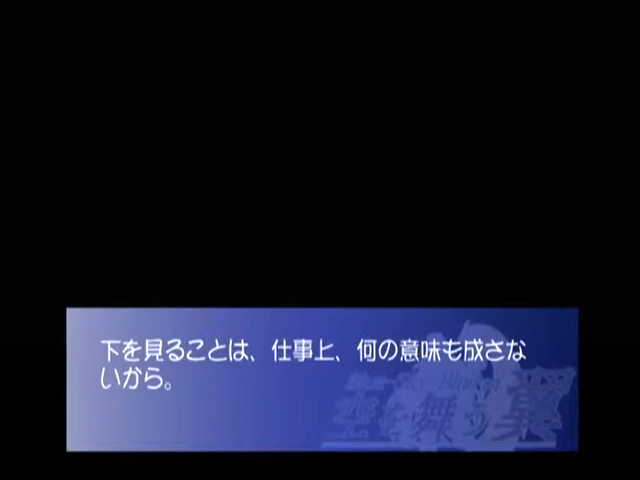 下を見ることは、仕事上、何の意味も成さな
いから。